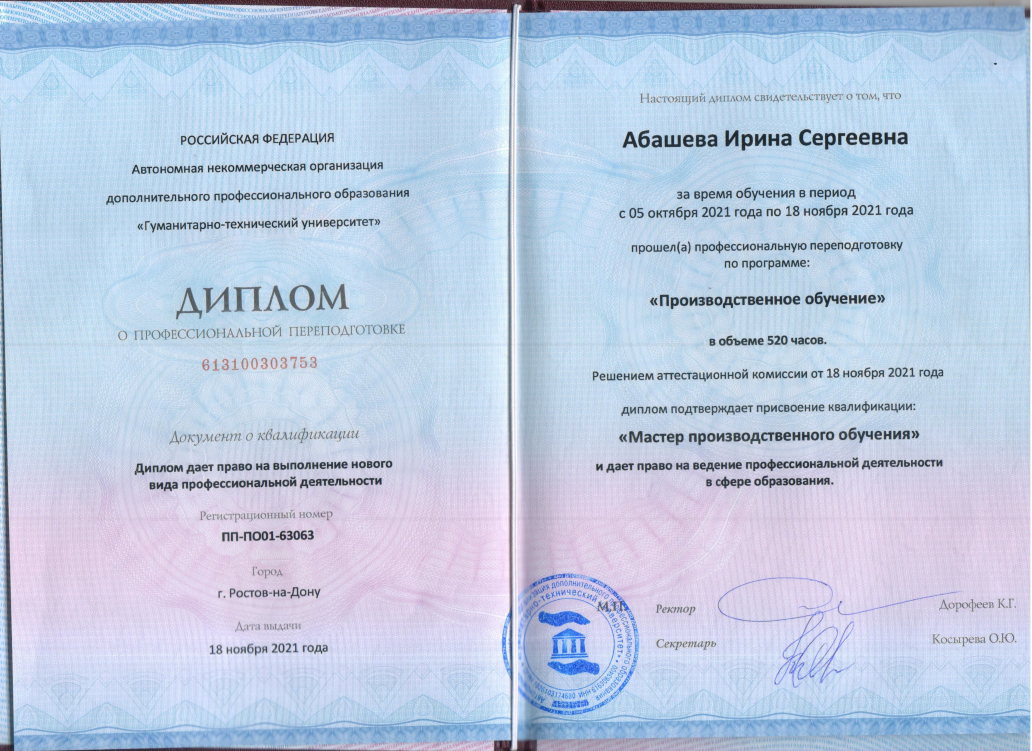 РОССИЙСКАЯ ФЕДЕРАЦИЯ
Автономная некоммерческая организация
дополнительного профессионального образования
«Гуманитарно-технический университет»
ДИПЛОМ
О ПРОФЕССИОНАЛЬНОЙ ПЕРЕПОДГОТОВКЕ
613100303753
Документ о квалификации
Диплом дает право на выполнение нового
вида профессиональной деятельности
Регистрационный номер
ПП-ПО01-63063
Город
г. Ростов-на-Дону
Дата выдачи
18 ноября 2021 года
Настоящий диплом свидетельствует о том, что
Абашева Ирина Сергеевна
за время обучения в период
с 05 октября 2021 года по 18 ноября 2021 года
прошел(а) профессиональную переподготовку
по программе:
«Производственное обучение»
в объеме 520 часов.
Решением аттестационной комиссии от 18 ноября 2021 года
диплом подтверждает присвоение квалификации:
«Мастер производственного обучения»
и дает право на ведение профессиональной деятельности
в сфере образования.
М.П.
Ректор
Дорофеев К.Г.
Секретарь
Косырева О.Ю.